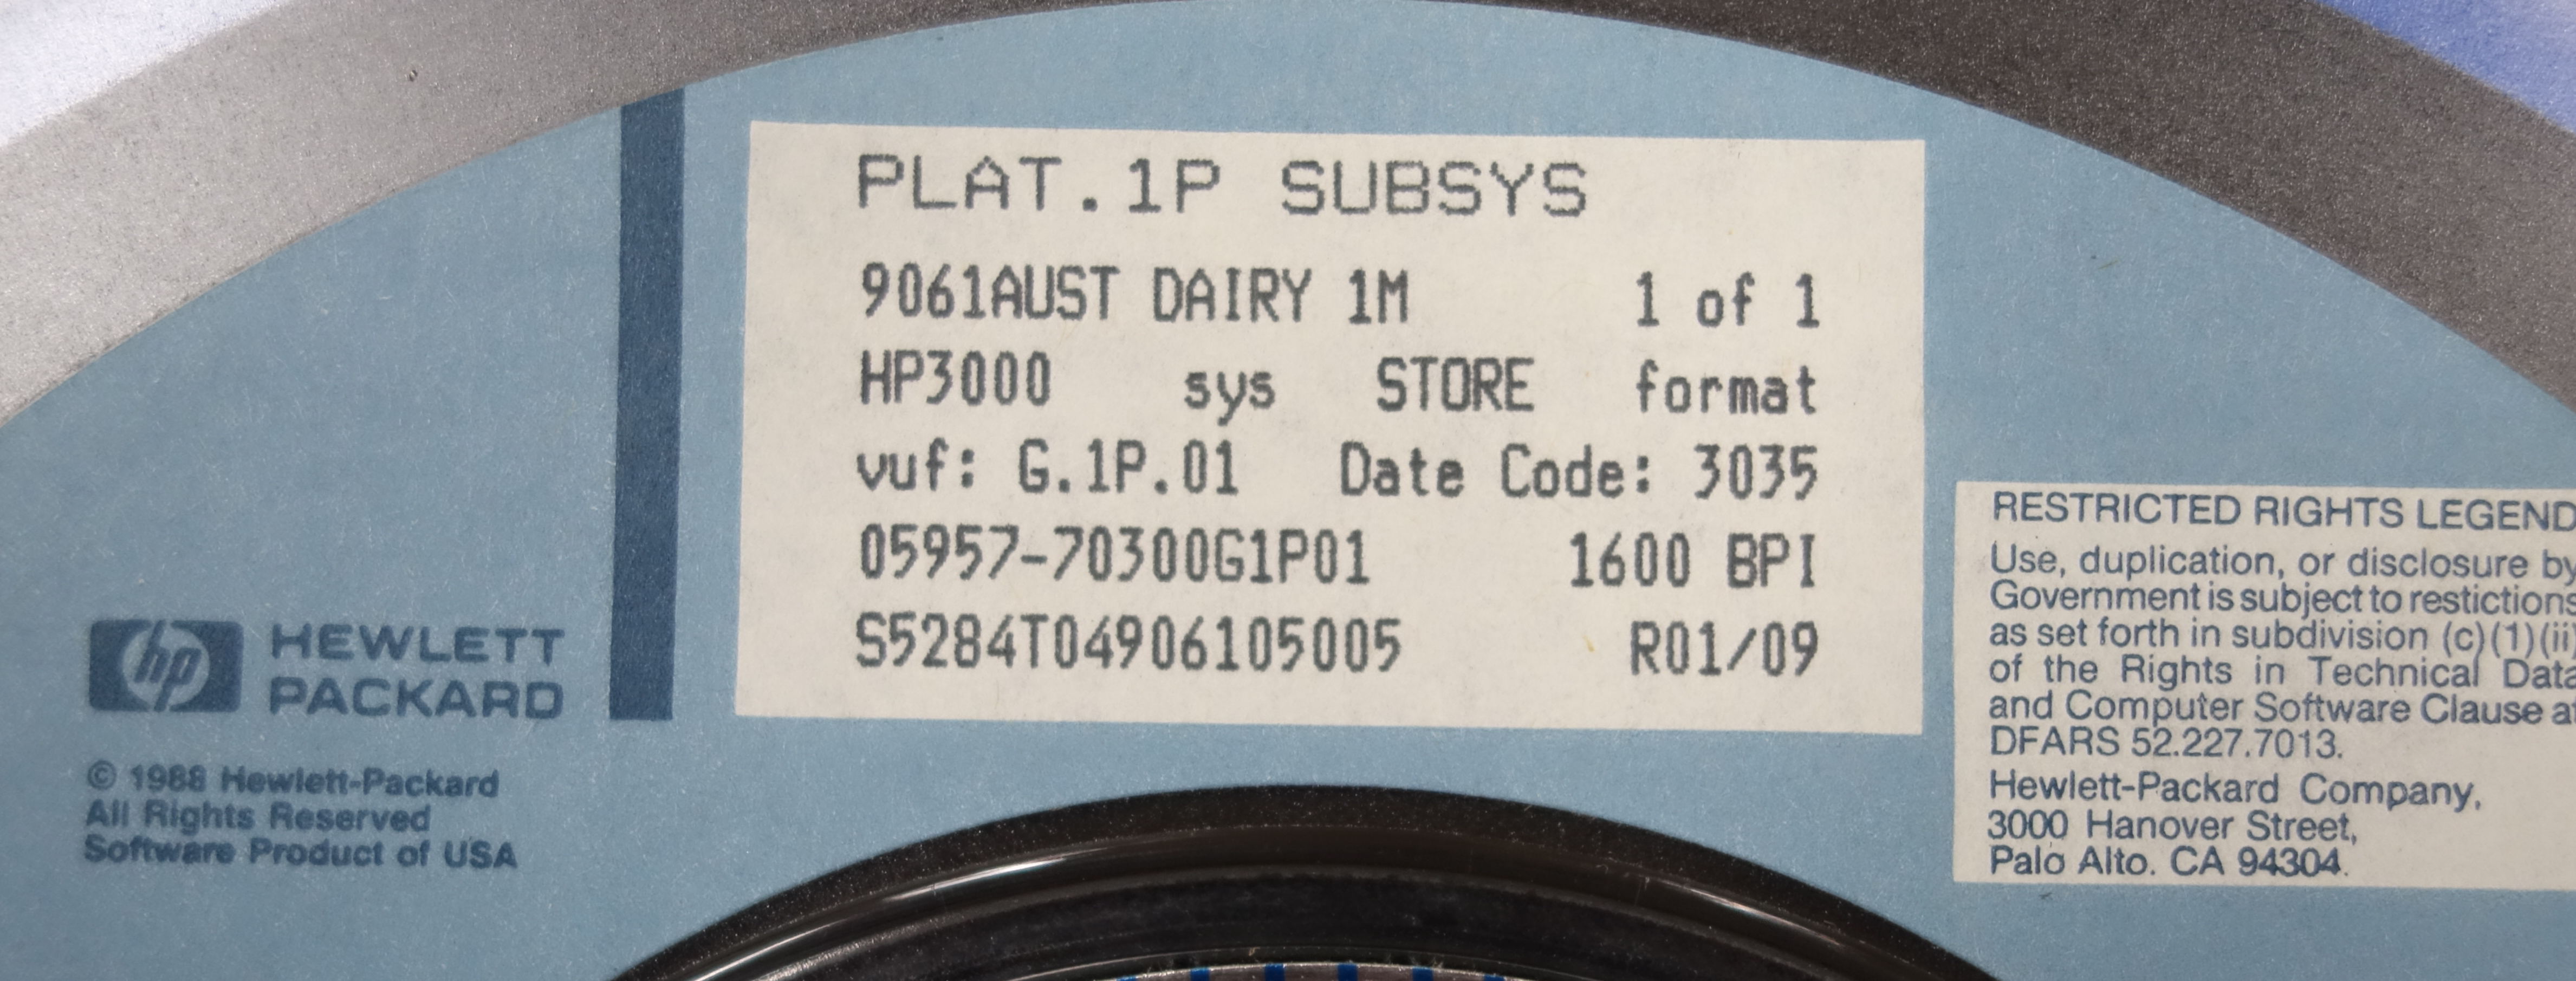 PLAT.1P SUBSYS
9061AUST DAIRY 1M 1 of 1
HP3000 sys STORE format
vuf: G.1P.01 Date Code: 3035
05957-70300G1P01 1600 BPI
S5284T04906105005 R01/09
hp HEWLETT
PACKARD
© 1988 Hewlett-Packard
All Rights Reserved
Software Product of USA
RESTRICTED RIGHTS LEGEND
Use, duplication, or disclosure by
Government is subject to restictions
as set forth in subdivision (c)(1)(ii)
of the Rights in Technical Data
and Computer Software Clause at
DFARS 52.227.7013.
Hewlett-Packard Company,
3000 Hanover Street,
Palo Alto. CA 94304.